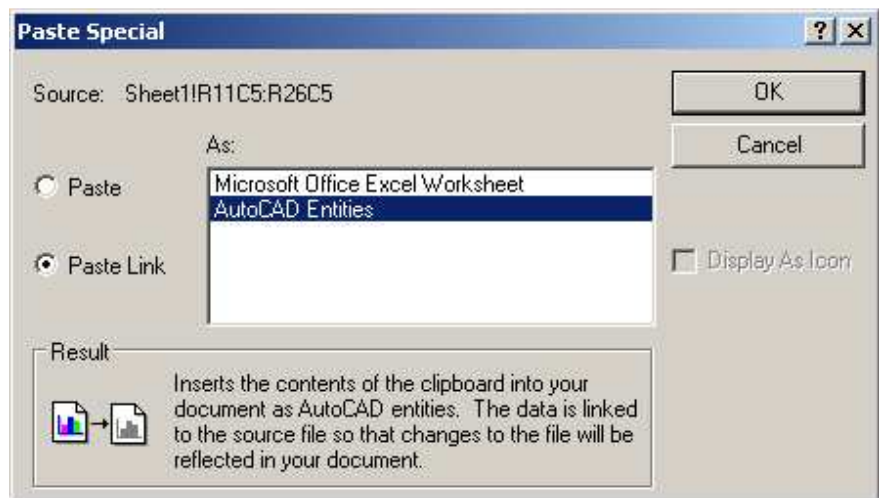 Paste Special
Source: Sheet1!R11C5:R26C5
OK
As:
Cancel
Paste
Microsoft Office Excel Worksheet
AutoCAD Entities
Paste Link
Display As Icon
Result
Inserts the contents of the clipboard into your
document as AutoCAD entities. The data is linked
to the source file so that changes to the file will be
reflected in your document.